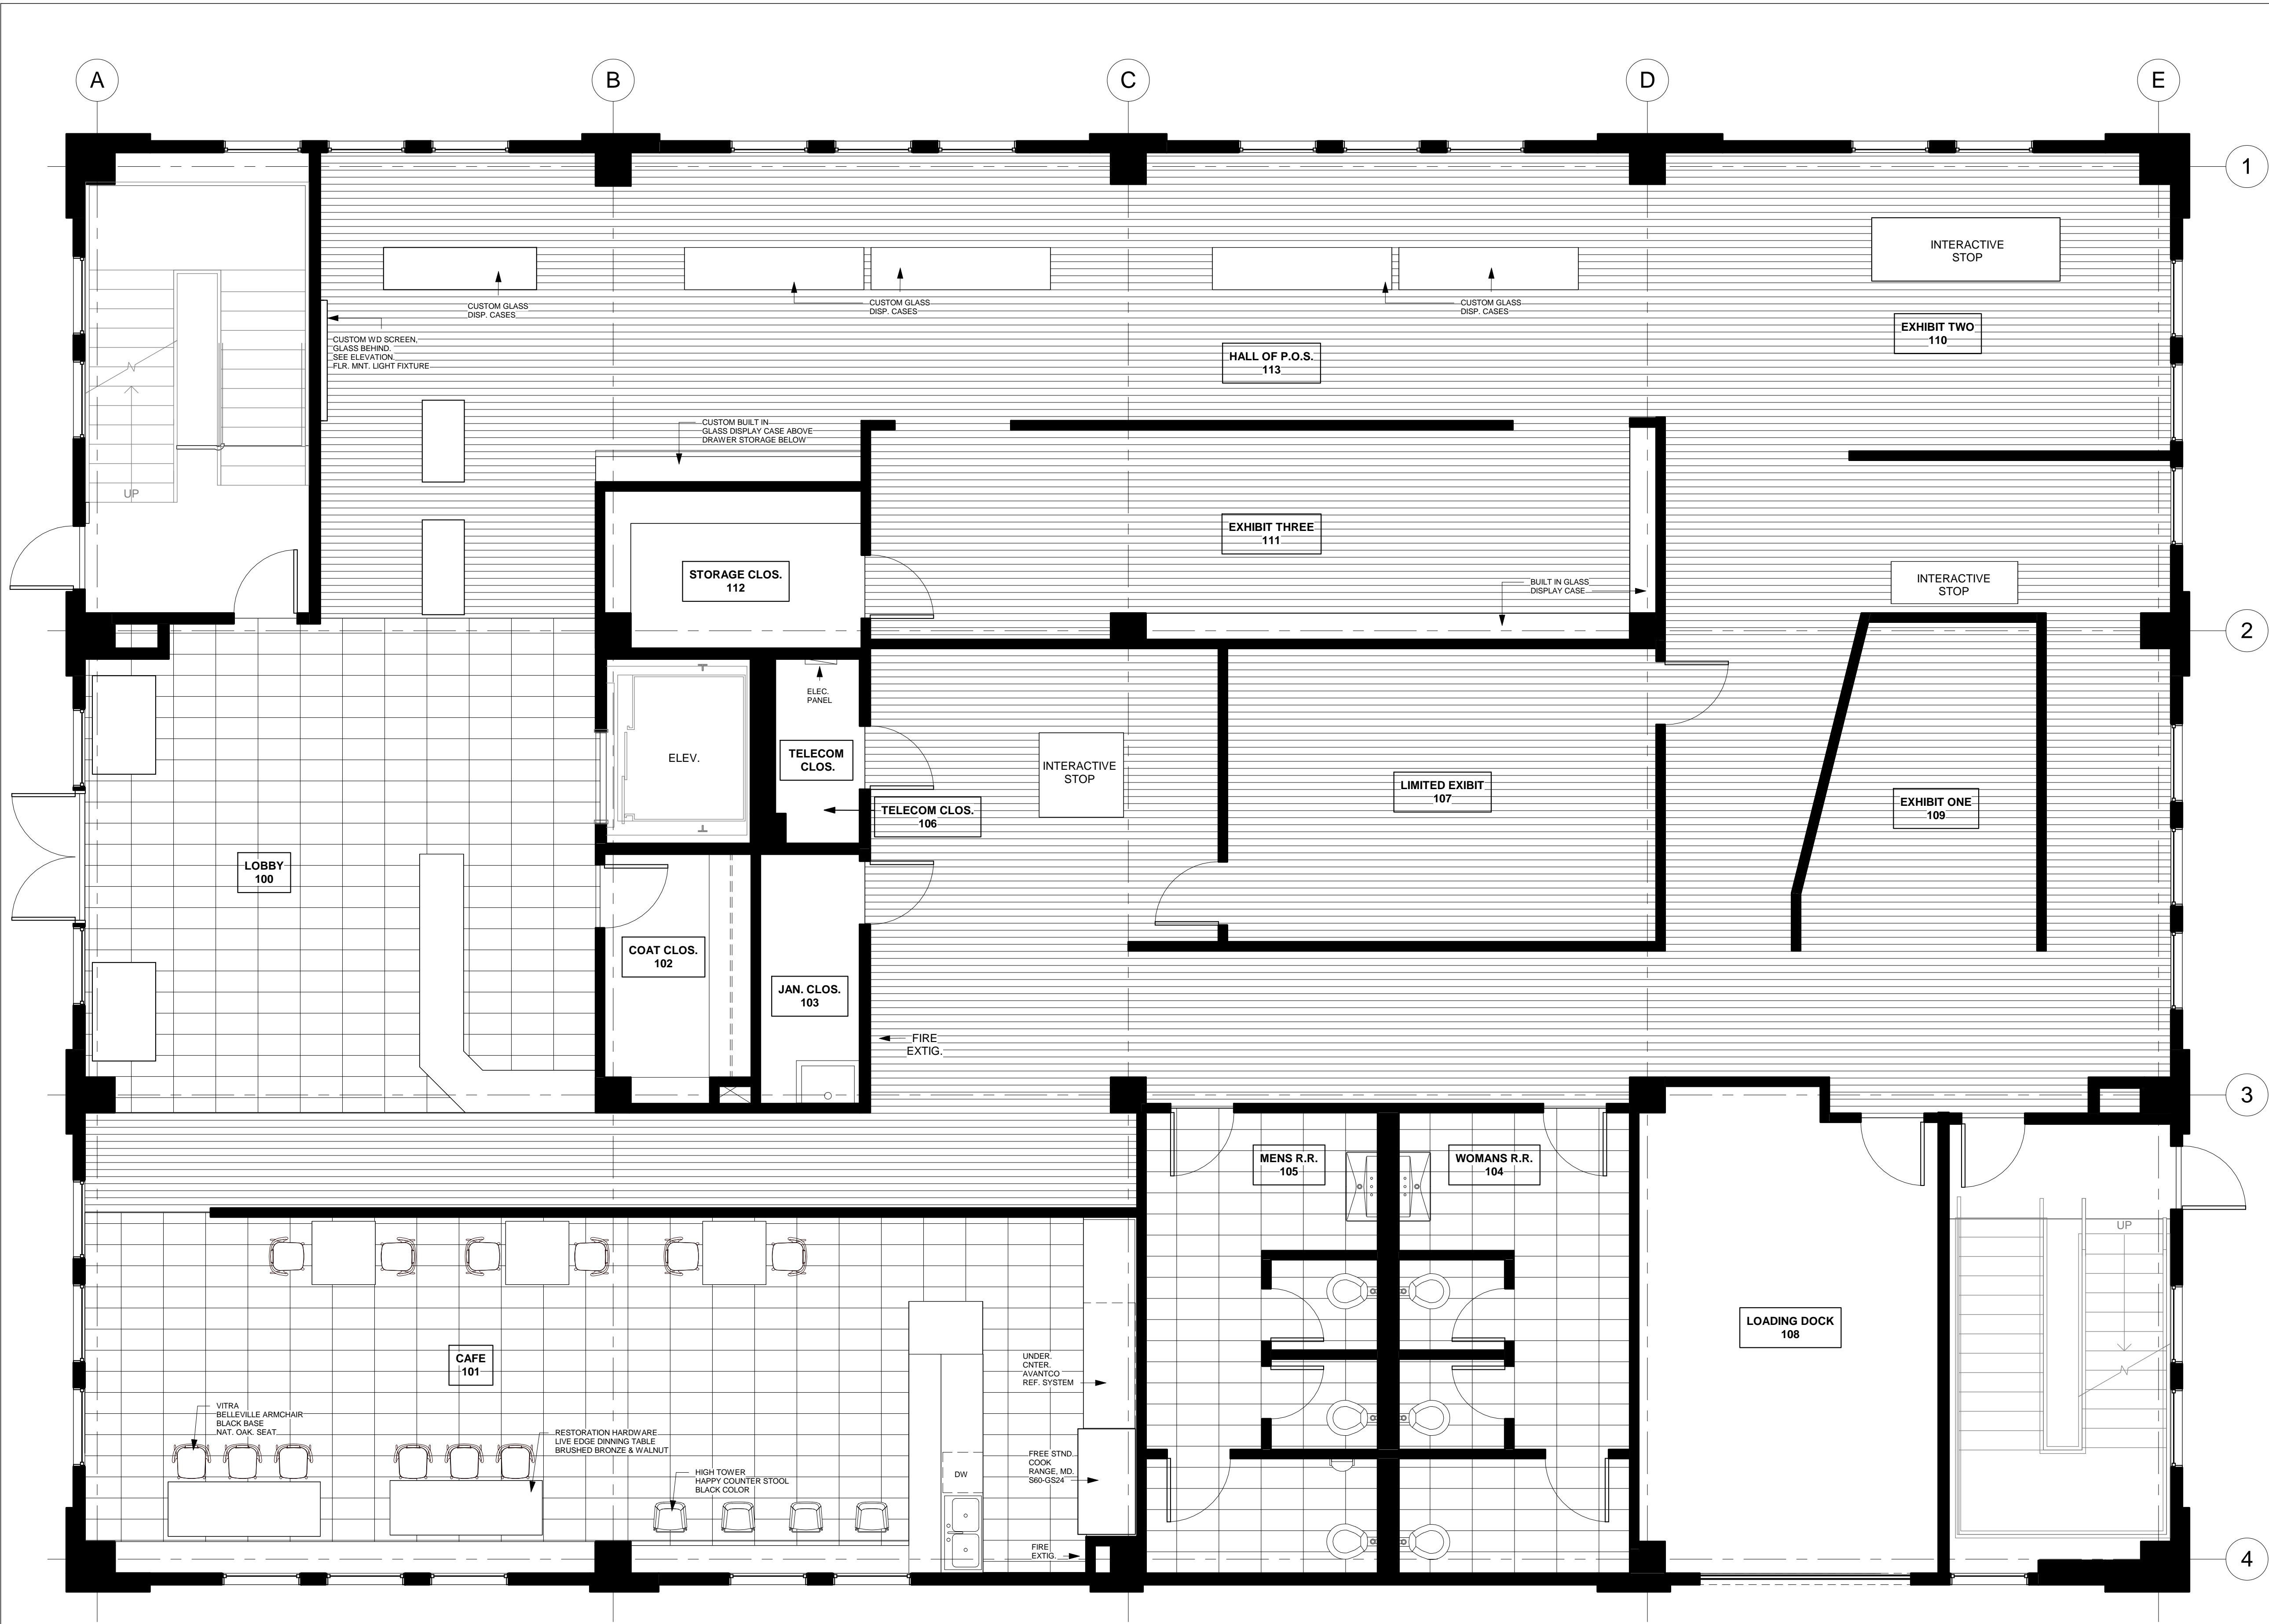 A
B
C
D
E
1
INTERACTIVE
STOP
CUSTOM GLASS
DISP. CASES
CUSTOM GLASS
DISP. CASES
CUSTOM GLASS
DISP. CASES
EXHIBIT TWO
110
CUSTOM WD SCREEN,
GLASS BEHIND.
SEE ELEVATION.
FLR. MNT. LIGHT FIXTURE
HALL OF P.O.S.
113
CUSTOM BUILT IN
GLASS DISPLAY CASE ABOVE
DRAWER STORAGE BELOW
UP
EXHIBIT THREE
111
STORAGE CLOS.
112
BUILT IN GLASS
DISPLAY CASE
INTERACTIVE
STOP
2
ELEC.
PANEL
ELEV.
TELECOM
CLOS.
INTERACTIVE
STOP
LIMITED EXIBIT
107
TELECOM CLOS.
106
EXHIBIT ONE
109
LOBBY
100
COAT CLOS.
102
JAN. CLOS.
103
FIRE
EXTIG.
3
MENS R.R.
105
WOMANS R.R.
104
UP
LOADING DOCK
108
CAFE
101
UNDER.
CNTER.
AVANTCO
REF. SYSTEM
VITRA
BELLEVILLE ARMCHAIR
BLACK BASE
NAT. OAK. SEAT
RESTORATION HARDWARE
LIVE EDGE DINNING TABLE
BRUSHED BRONZE & WALNUT
HIGH TOWER
HAPPY COUNTER STOOL
BLACK COLOR
DW
FREE STND.
COOK
RANGE, MD.
S60-GS24
FIRE
EXTIG.
4